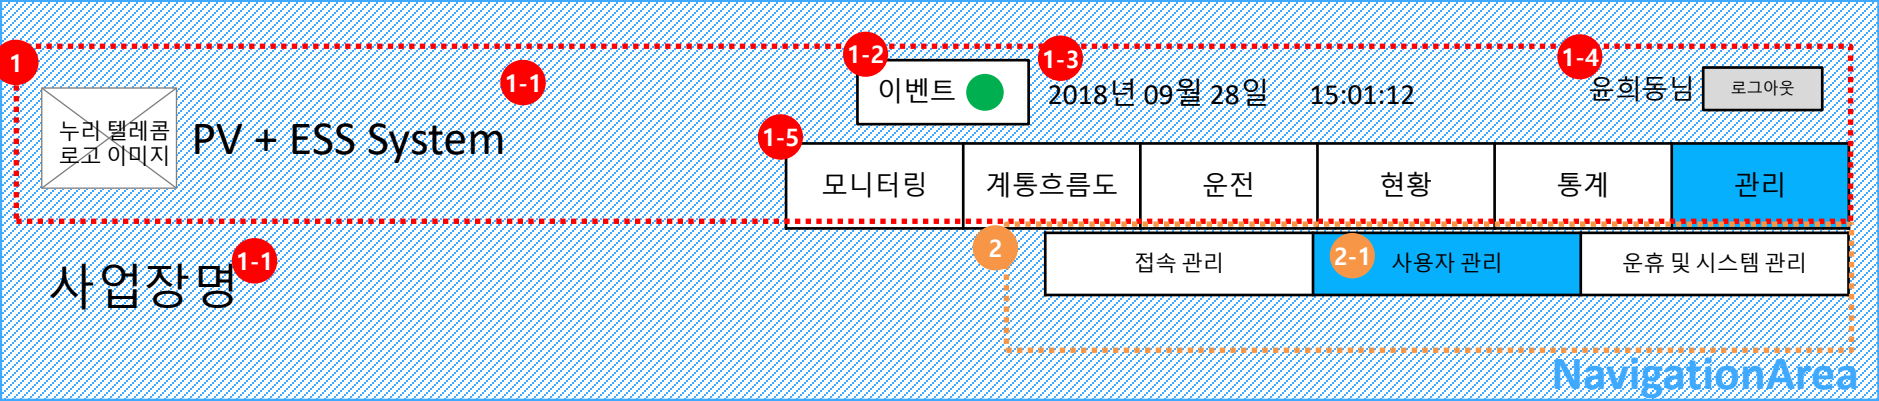 1
1-1
1-2
1-3
1-4
이벤트
2018년 09월 28일 15:01:12
윤희동님
로그아웃
누리 텔레콤
로고 이미지
PV + ESS System
1-5
모니터링 계통흐름도 운전 현황 통계 관리
사업장명
1-1
2
접속 관리
2-1
사용자 관리
운휴 및 시스템 관리
NavigationArea